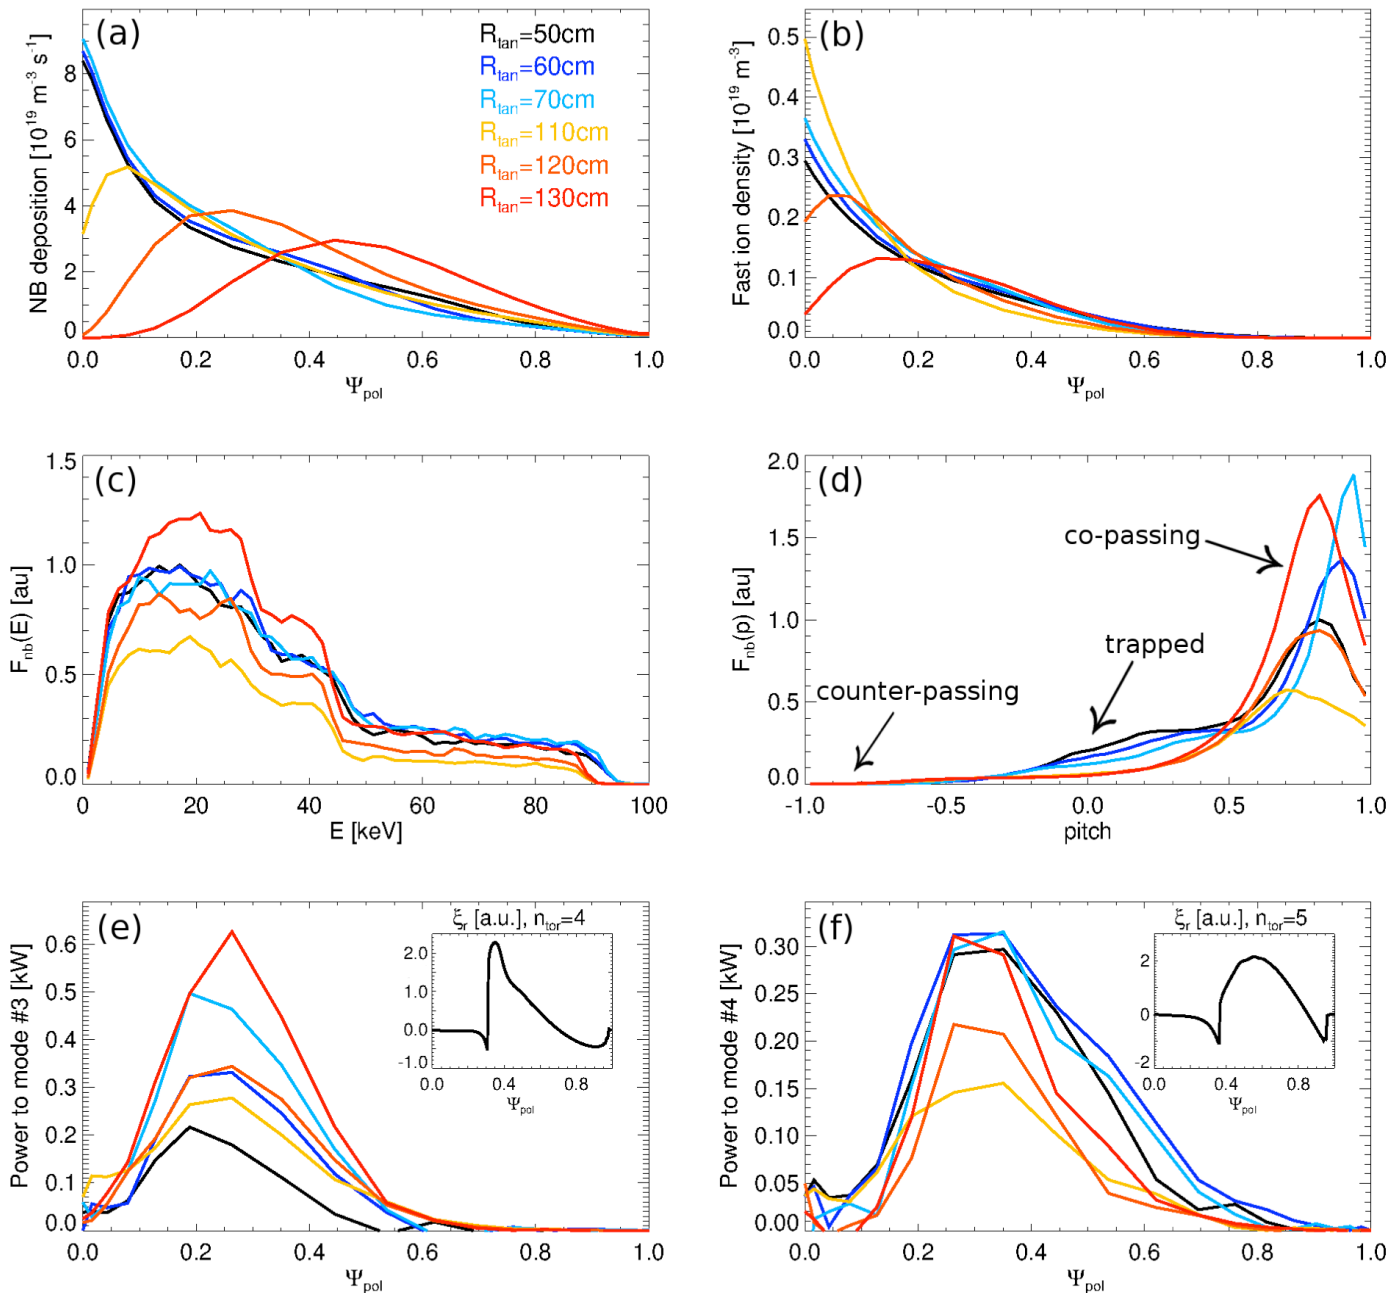 (a)
R_tan=50cm
R_tan=60cm
R_tan=70cm
R_tan=110cm
R_tan=120cm
R_tan=130cm
NB deposition [10^19 m^-3 s^-1]
8
6
4
2
0
0.0 0.2 0.4 0.6 0.8 1.0
Ψ_pol
(b)
Fast ion density [10^19 m^-3]
0.5
0.4
0.3
0.2
0.1
0.0
0.0 0.2 0.4 0.6 0.8 1.0
Ψ_pol
(c)
F_nb(E) [au]
1.5
1.0
0.5
0.0
0 20 40 60 80 100
E [keV]
(d)
co-passing
trapped
counter-passing
F_nb(p) [au]
2.0
1.5
1.0
0.5
0.0
-1.0 -0.5 0.0 0.5 1.0
pitch
(e)
ξ_r [a.u.], n_tor=4
2.0
1.0
0.0
-1.0
0.0 0.4 0.8
Ψ_pol
Power to mode #3 [kW]
0.6
0.5
0.4
0.3
0.2
0.1
0.0
0.0 0.2 0.4 0.6 0.8 1.0
Ψ_pol
(f)
ξ_r [a.u.], n_tor=5
2
0
-2
0.0 0.4 0.8
Ψ_pol
Power to mode #4 [kW]
0.30
0.25
0.20
0.15
0.10
0.05
0.00
0.0 0.2 0.4 0.6 0.8 1.0
Ψ_pol